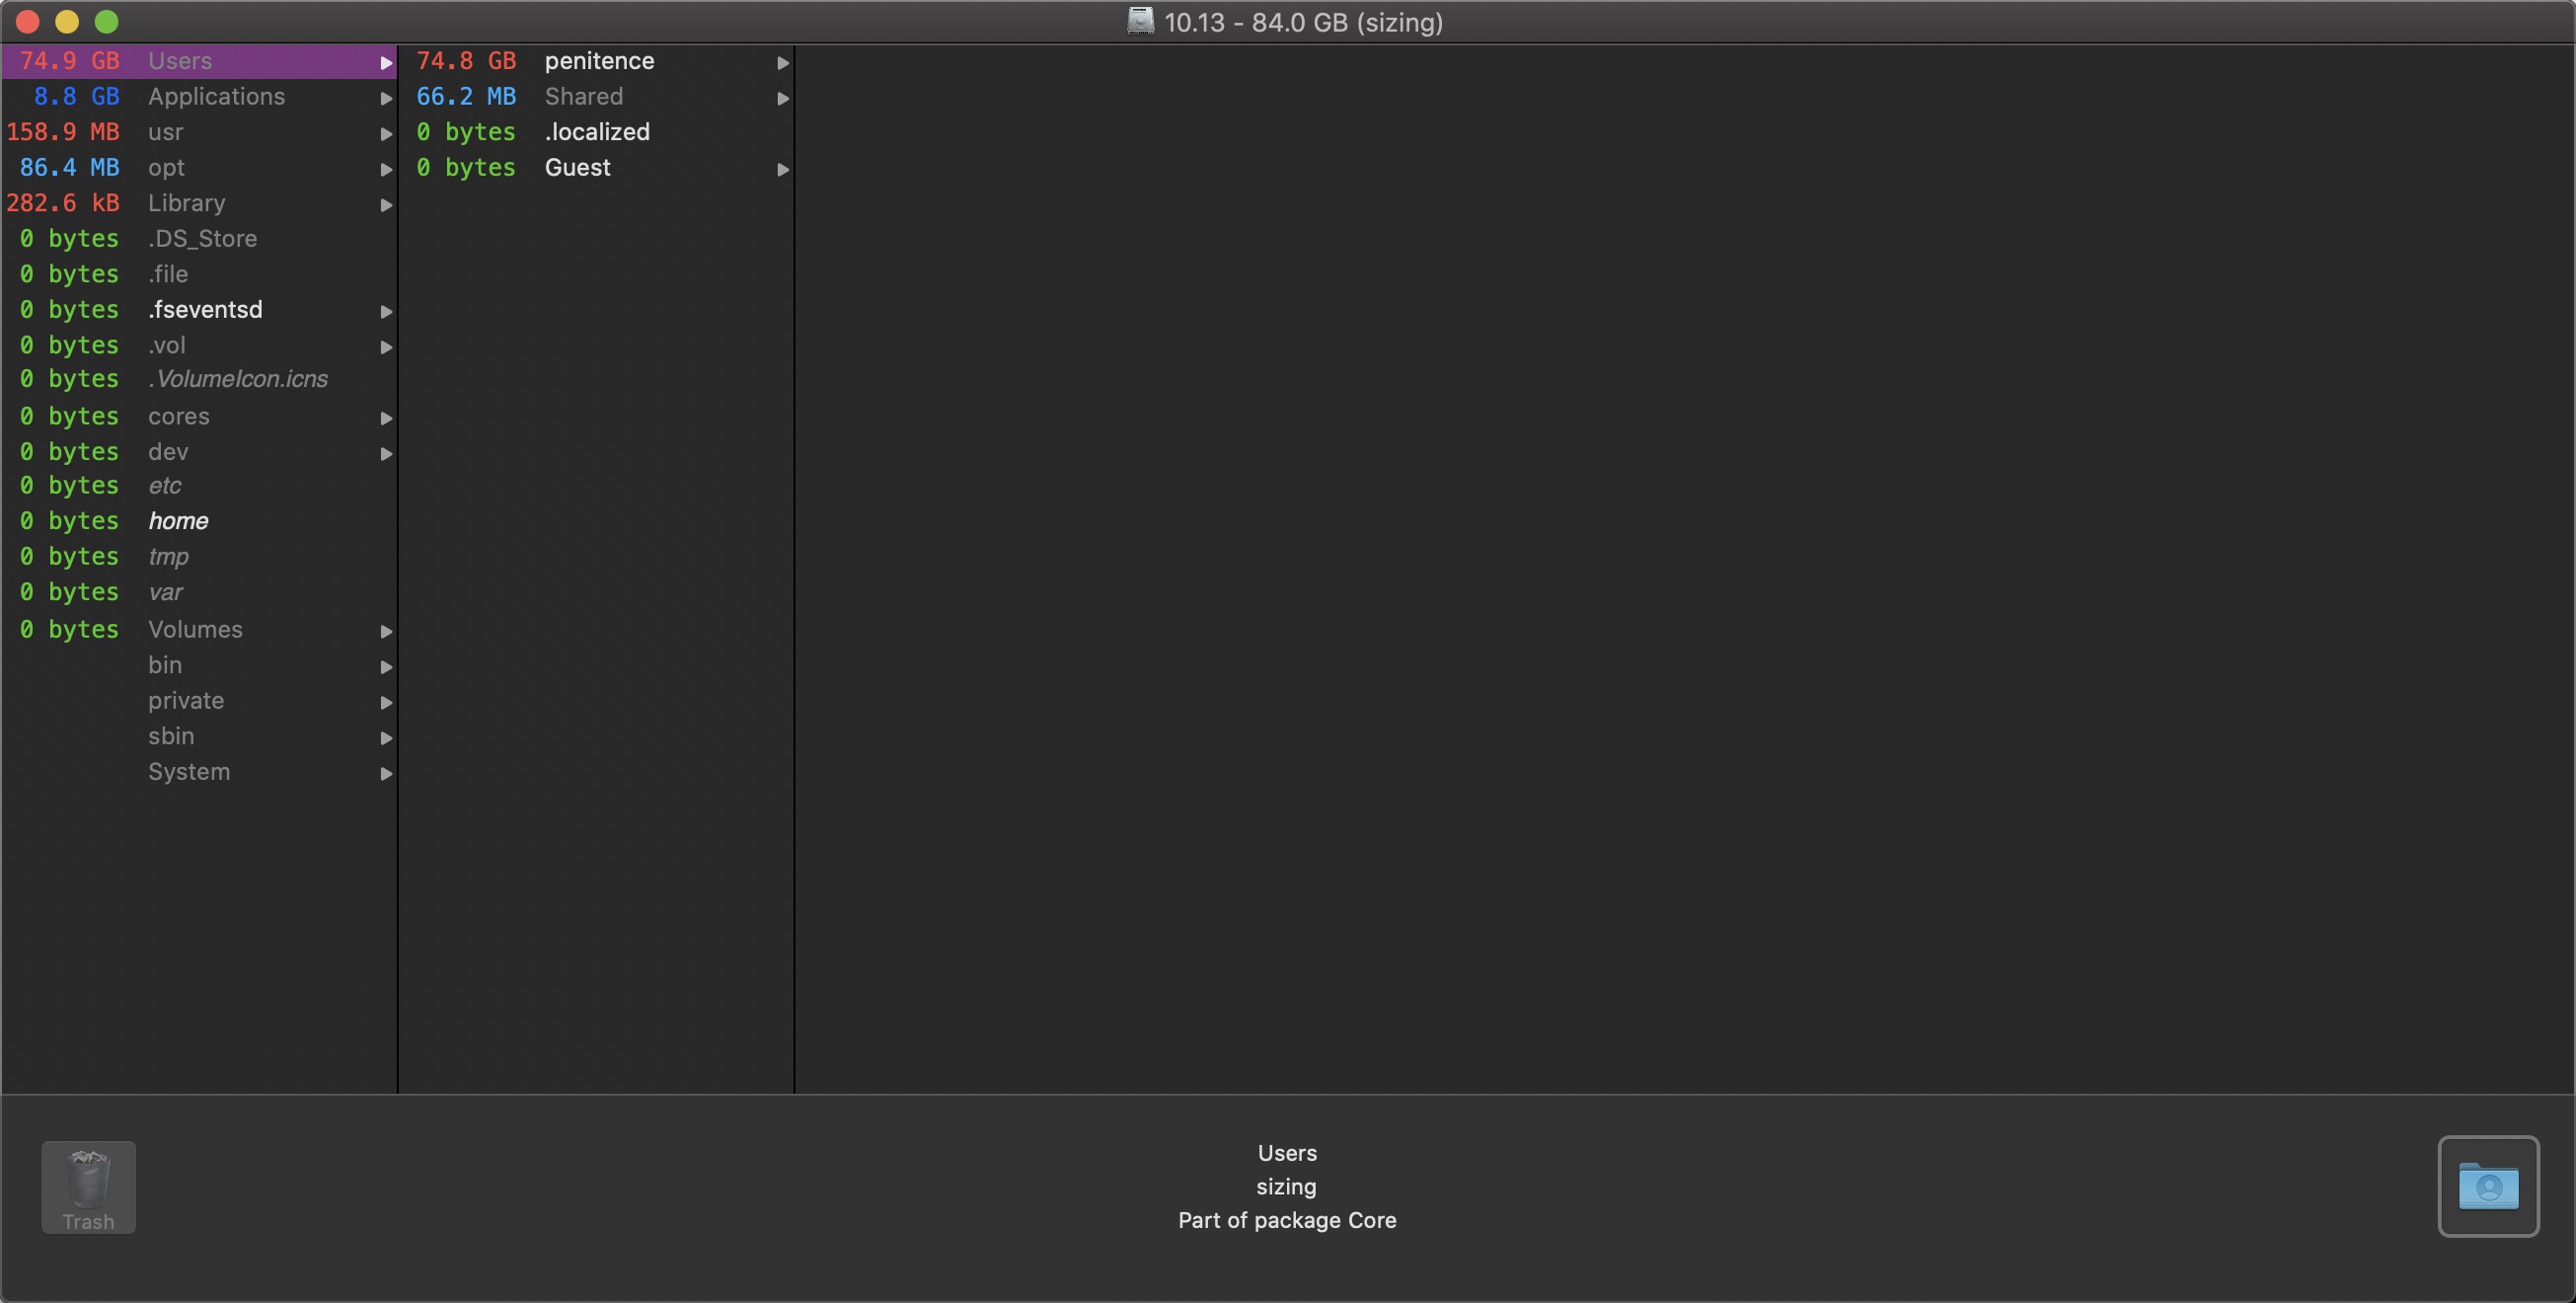 10.13 - 84.0 GB (sizing)
74.9 GB Users
8.8 GB Applications
158.9 MB usr
86.4 MB opt
282.6 kB Library
0 bytes .DS_Store
0 bytes .file
0 bytes .fseventsd
0 bytes .vol
0 bytes .VolumeIcon.icns
0 bytes cores
0 bytes dev
0 bytes etc
0 bytes home
0 bytes tmp
0 bytes var
0 bytes Volumes
bin
private
sbin
System
74.8 GB penitence
66.2 MB Shared
0 bytes .localized
0 bytes Guest
Trash
Users
sizing
Part of package Core